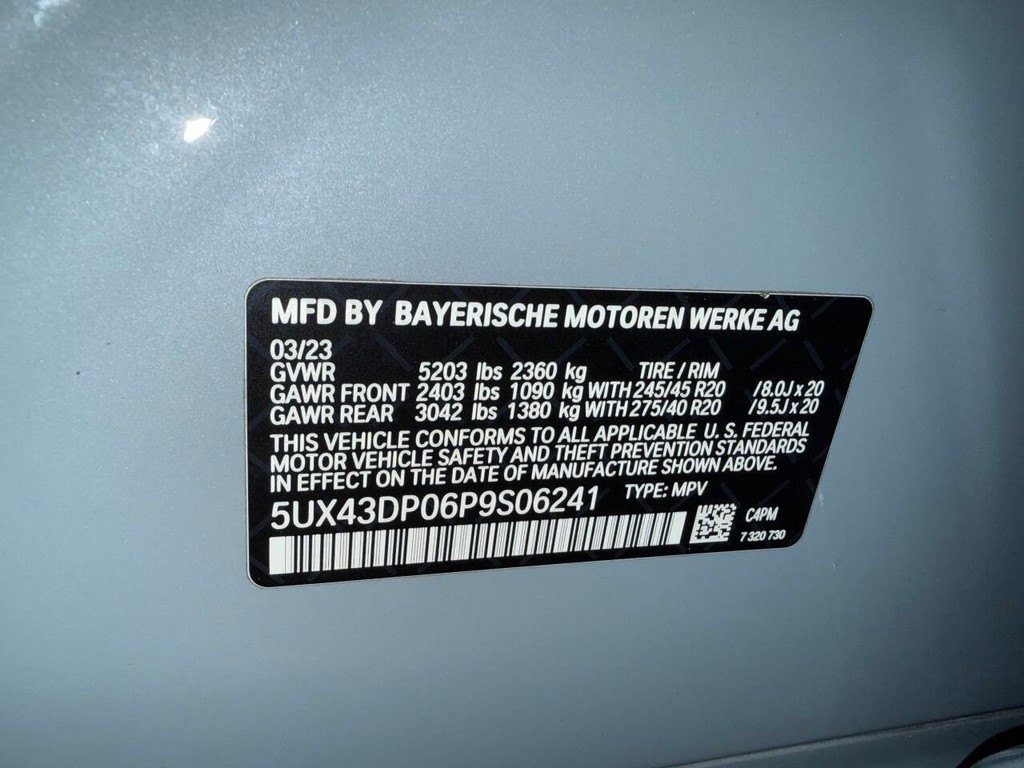 MFD BY BAYERISCHE MOTOREN WERKE AG
03/23
GVWR 5203 lbs 2360 kg TIRE / RIM
GAWR FRONT 2403 lbs 1090 kg WITH 245/45 R20 /8.0J x 20
GAWR REAR 3042 lbs 1380 kg WITH 275/40 R20 /9.5J x 20
THIS VEHICLE CONFORMS TO ALL APPLICABLE U. S. FEDERAL
MOTOR VEHICLE SAFETY AND THEFT PREVENTION STANDARDS
IN EFFECT ON THE DATE OF MANUFACTURE SHOWN ABOVE.
5UX43DP06P9S06241 TYPE: MPV
C4PM
7 320 730